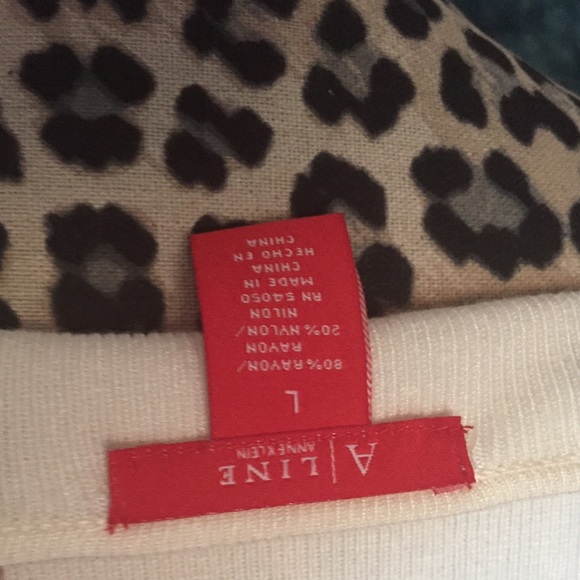 A|LINE
ANNE KLEIN
L
80% RAYON/
RAYON
20% NYLON/
NILON
RN 54050
MADE IN
CHINA
HECHO EN
CHINA